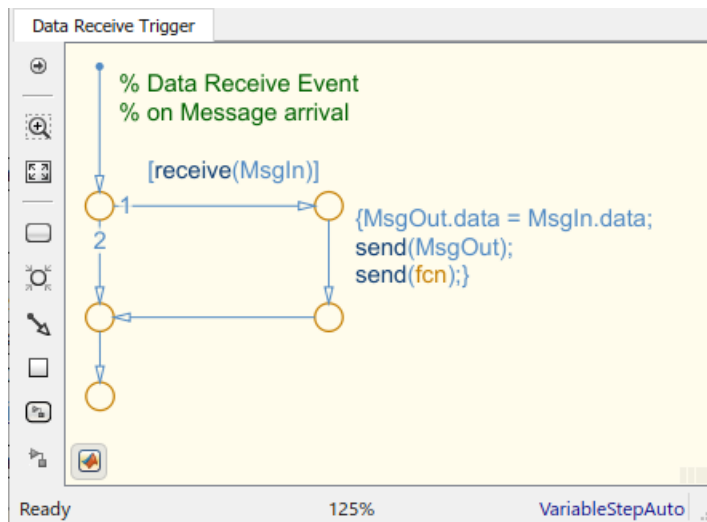 Data Receive Trigger
% Data Receive Event
% on Message arrival
[receive(MsgIn)]
1
2
{MsgOut.data = MsgIn.data;
send(MsgOut);
send(fcn);}
Ready
125%
VariableStepAuto